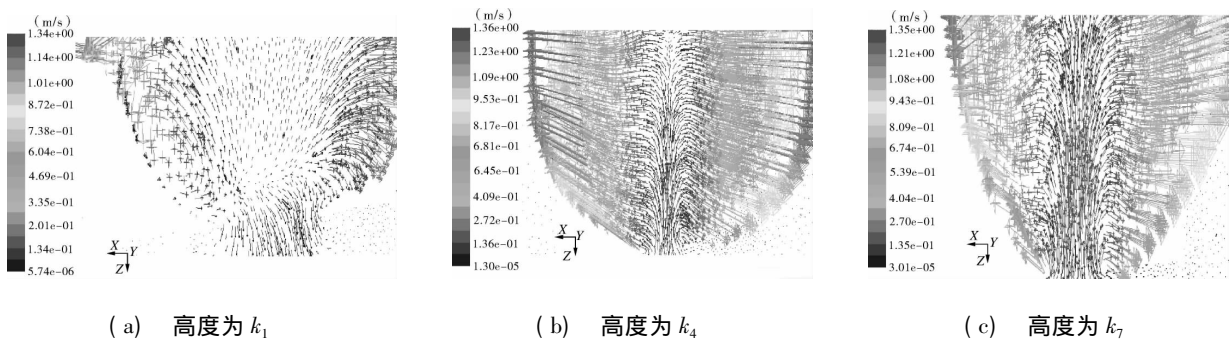 (m/s)
1.34e+00
1.14e+00
1.01e+00
8.72e-01
7.38e-01
6.04e-01
4.69e-01
3.35e-01
2.01e-01
1.34e-01
5.74e-06
X Y
Z
(m/s)
1.36e+00
1.23e+00
1.09e+00
9.53e-01
8.17e-01
6.81e-01
5.45e-01
4.09e-01
2.72e-01
1.36e-01
1.30e-05
X Y
Z
(m/s)
1.35e+00
1.21e+00
1.08e+00
9.43e-01
8.09e-01
6.74e-01
5.39e-01
4.04e-01
2.70e-01
1.35e-01
3.01e-05
X Y
Z
(a) 高度为 k₁
(b) 高度为 k₄
(c) 高度为 k₇